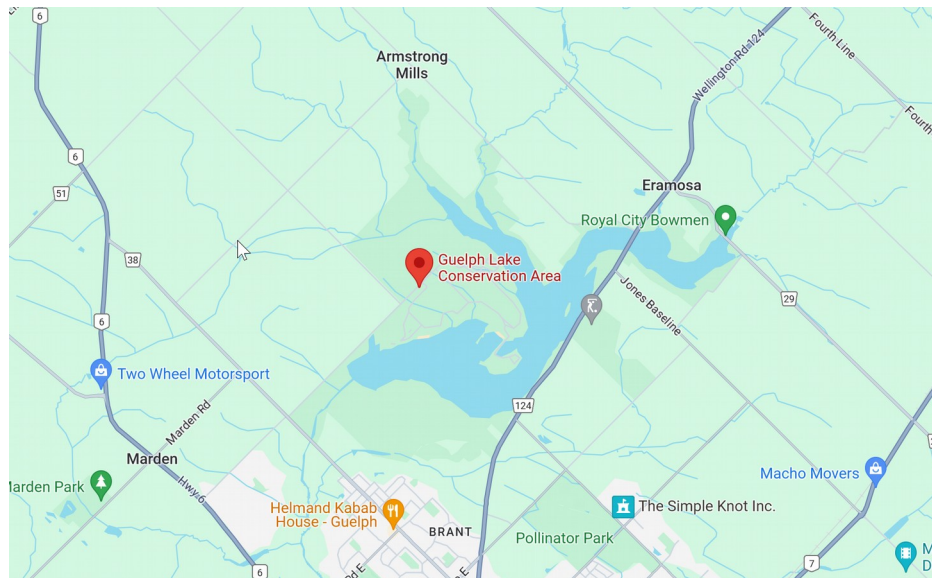 6
Fourth Line
Armstrong
Mills
Wellington Rd 124
Fourth
6
51
Eramosa
Royal City Bowmen
38
Guelph Lake
Conservation Area
Jones Baseline
29
6
Two Wheel Motorsport
124
Marden Rd
Marden
Macho Movers
Marden Park
Hwy 6
Helmand Kabab
House - Guelph
The Simple Knot Inc.
BRANT
Pollinator Park
7
6
Rd E
E
M
D